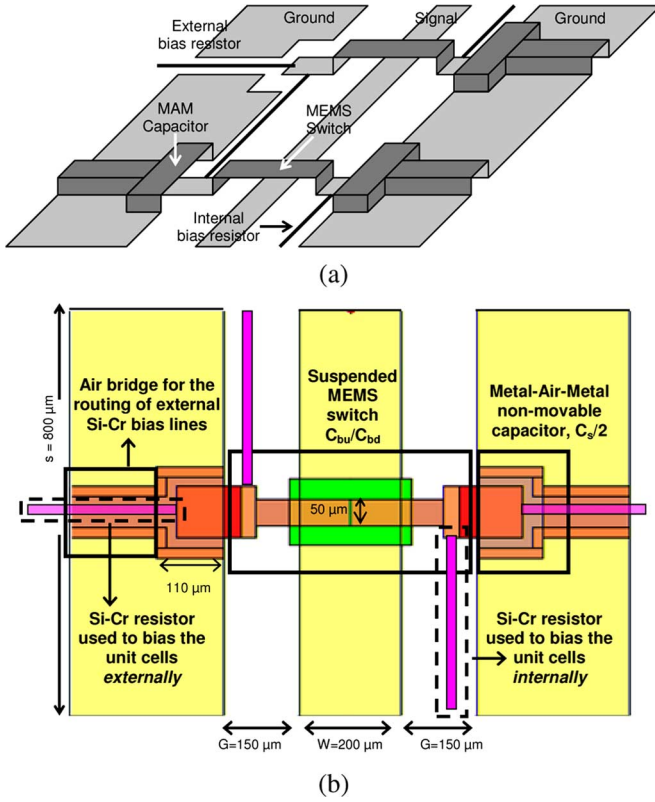 Ground
Signal
Ground
External
bias resistor
MAM
Capacitor
MEMS
Switch
Internal
bias resistor
(a)
s = 800 µm
Air bridge for the
routing of external
Si-Cr bias lines
Suspended
MEMS
switch
Cbu/Cbd
Metal-Air-Metal
non-movable
capacitor, Cs/2
50 µm
110 µm
Si-Cr resistor
used to bias the
unit cells
externally
Si-Cr resistor
used to bias the
unit cells
internally
G=150 µm
W=200 µm
G=150 µm
(b)